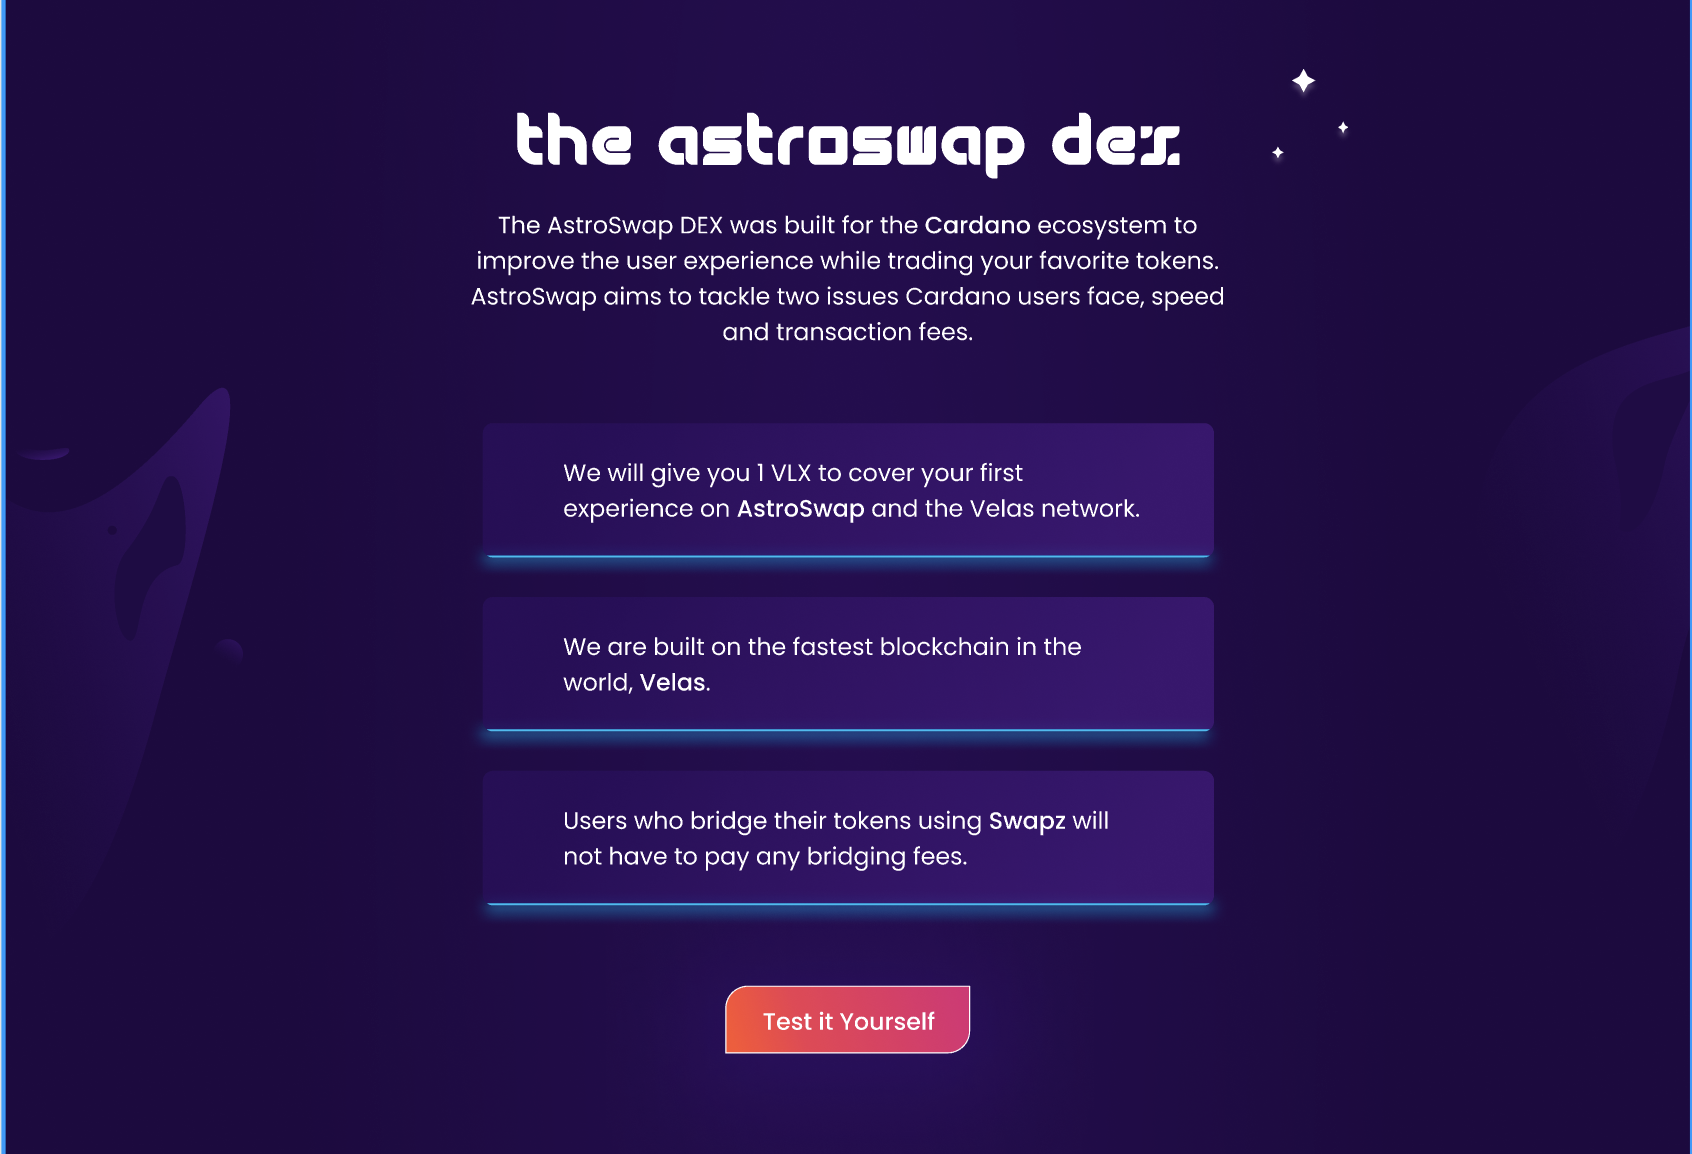 the astroswap dex
The AstroSwap DEX was built for the Cardano ecosystem to
improve the user experience while trading your favorite tokens.
AstroSwap aims to tackle two issues Cardano users face, speed
and transaction fees.
We will give you 1 VLX to cover your first
experience on AstroSwap and the Velas network.
We are built on the fastest blockchain in the
world, Velas.
Users who bridge their tokens using Swapz will
not have to pay any bridging fees.
Test it Yourself